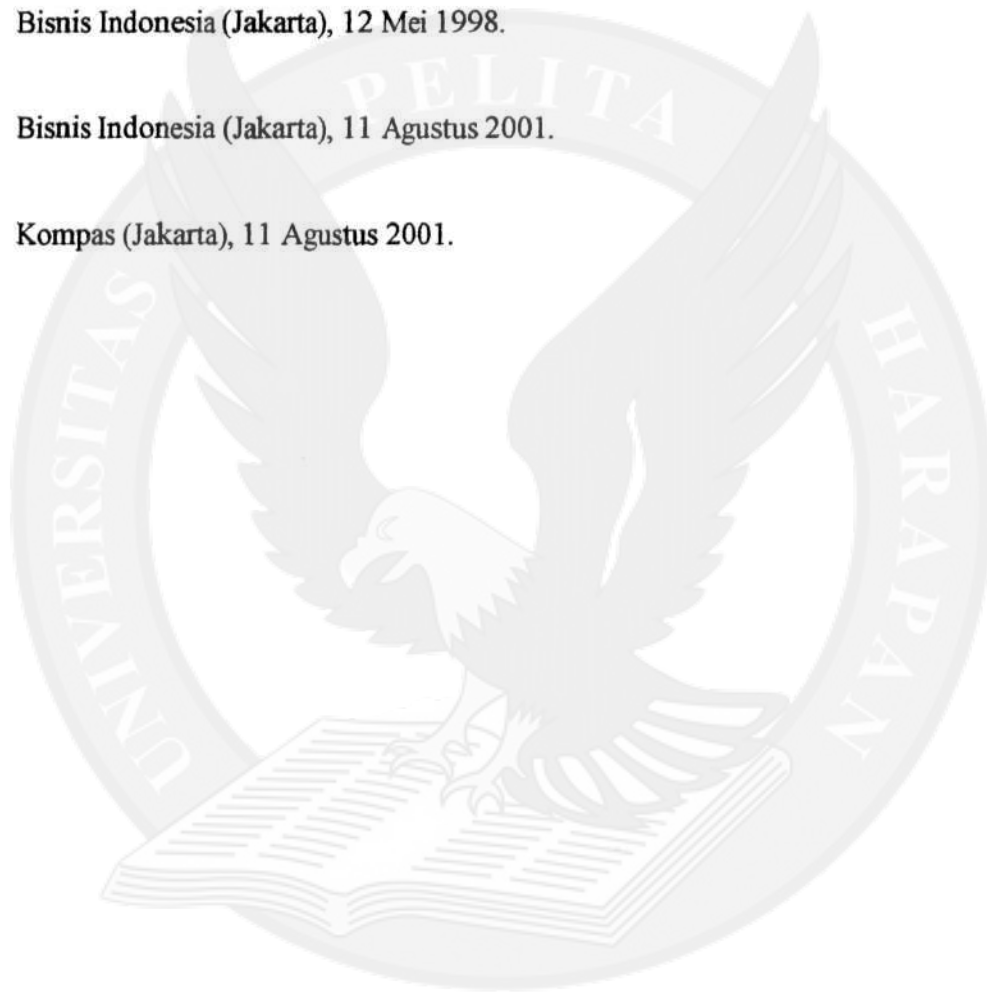 Bisnis Indonesia (Jakarta), 12 Mei 1998.
Bisnis Indonesia (Jakarta), 11 Agustus 2001.
Kompas (Jakarta), 11 Agustus 2001.
UNIVERSITAS PELITA HARAPAN